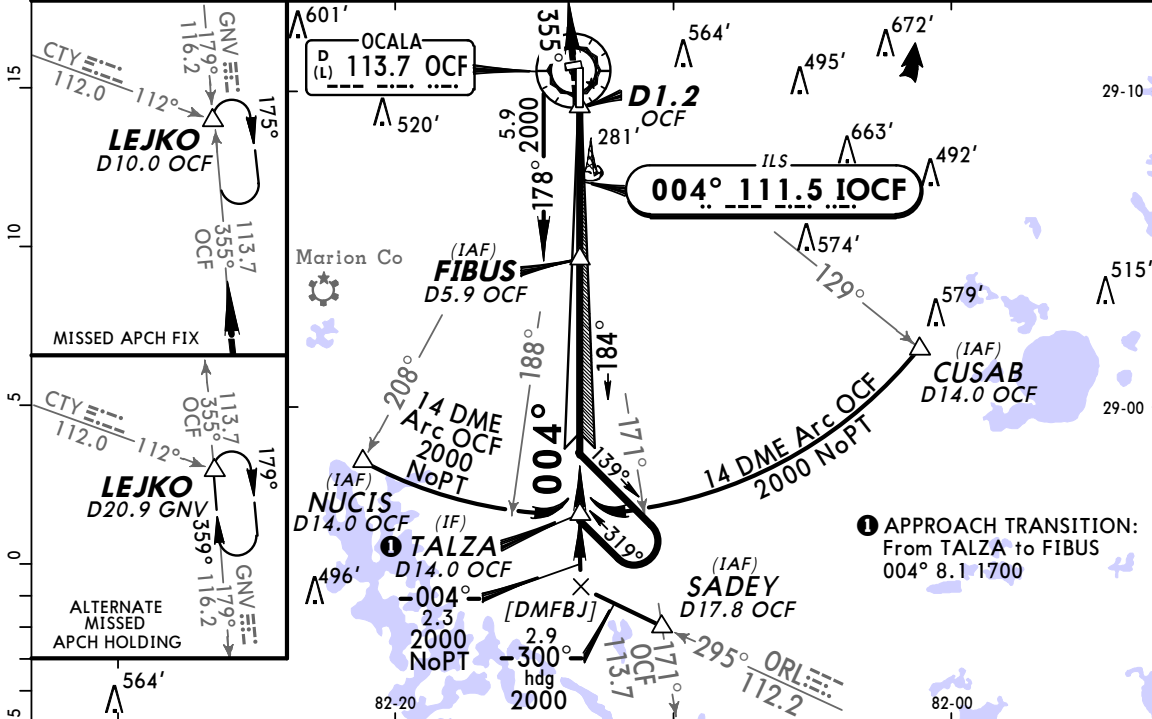 GNV
179°
116.2
CTY
112.0
112°
175°
LEJKO
D10.0 OCF
113.7
355°
OCF
MISSED APCH FIX
15
10
5
0
5
113.7
355°
OCF
CTY
112.0
112°
179°
LEJKO
D20.9 GNV
359°
116.2
GNV
179°
ALTERNATE
MISSED
APCH HOLDING
564'
601'
OCALA
D
(L) 113.7 OCF
520'
355°
564'
672'
495'
29-10
D1.2
OCF
5.9
2000
178°
281'
663'
492'
ILS
004° 111.5 IOCF
574'
129°
515'
579'
Marion Co
(IAF)
FIBUS
D5.9 OCF
208°
188°
184°
171°
(IAF)
CUSAB
D14.0 OCF
29-00
14 DME
Arc OCF
2000
NoPT
004°
139°
319°
14 DME Arc OCF
2000 NoPT
(IAF)
NUCIS
D14.0 OCF
(IF)
1 TALZA
D14.0 OCF
1 APPROACH TRANSITION:
From TALZA to FIBUS
004° 8.1 1700
496'
004°
2.3
2000
NoPT
[DMFBJ]
(IAF)
SADEY
D17.8 OCF
2.9
300°
hdg
2000
171°
OCF
113.7
295° ORL
112.2
82-20
82-00